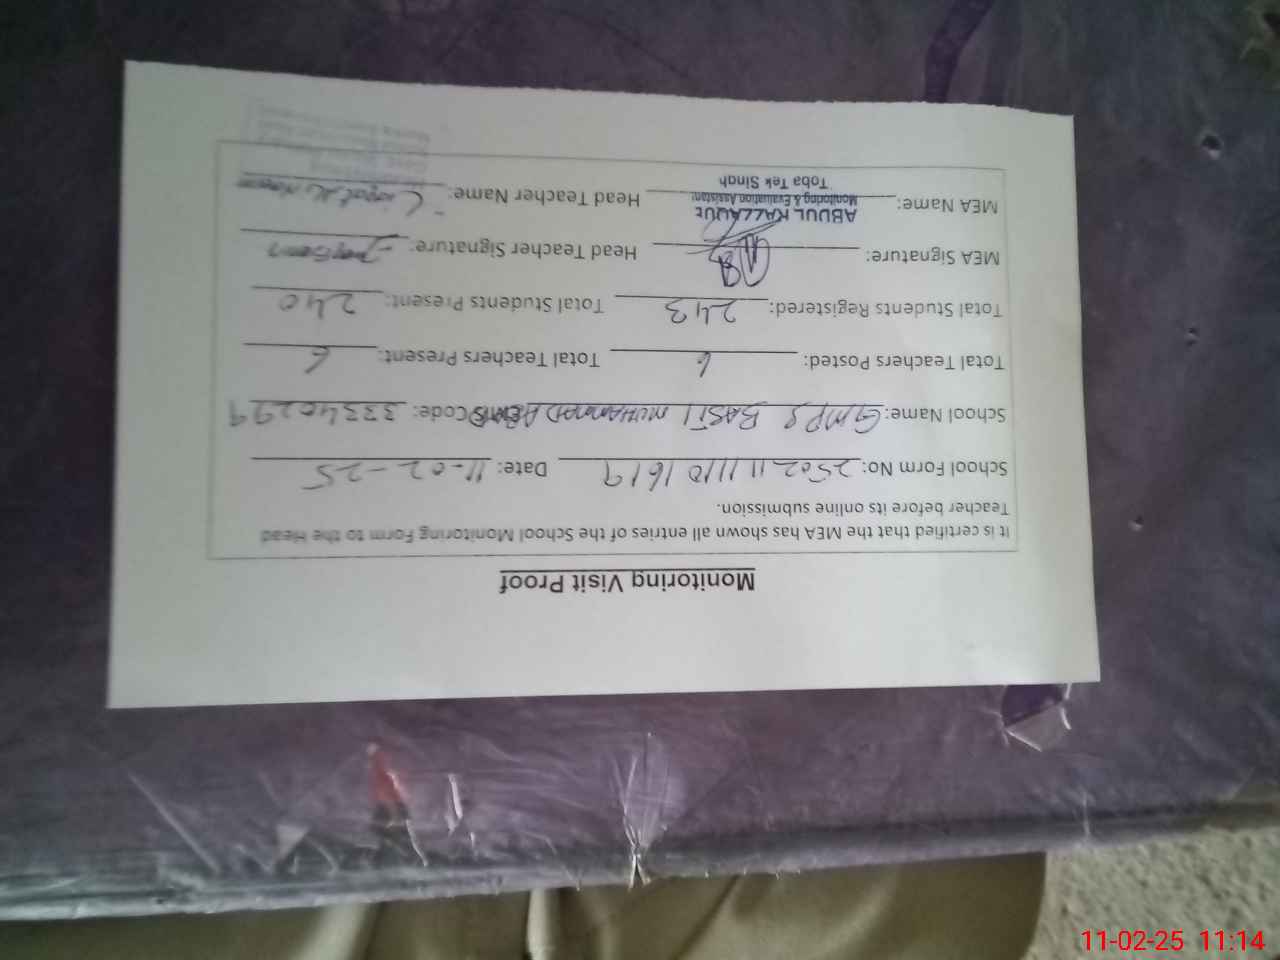 Monitoring Visit Proof
It is certified that the MEA has shown all entries of the School Monitoring Form to the Head
Teacher before its online submission.
School Form No: 2502111111101619 Date: 11-02-25
School Name: GMPS BASTI MUHAMMAD Code: 33340299
Total Teachers Posted: 6 Total Teachers Present: 6
Total Students Registered: 243 Total Students Present: 240
MEA Signature: Head Teacher Signature:
MEA Name: ABDUL RAZZAQUE Head Teacher Name:
Monitoring & Evaluation Assistant
Toba Tek Singh
11-02-25 11:14